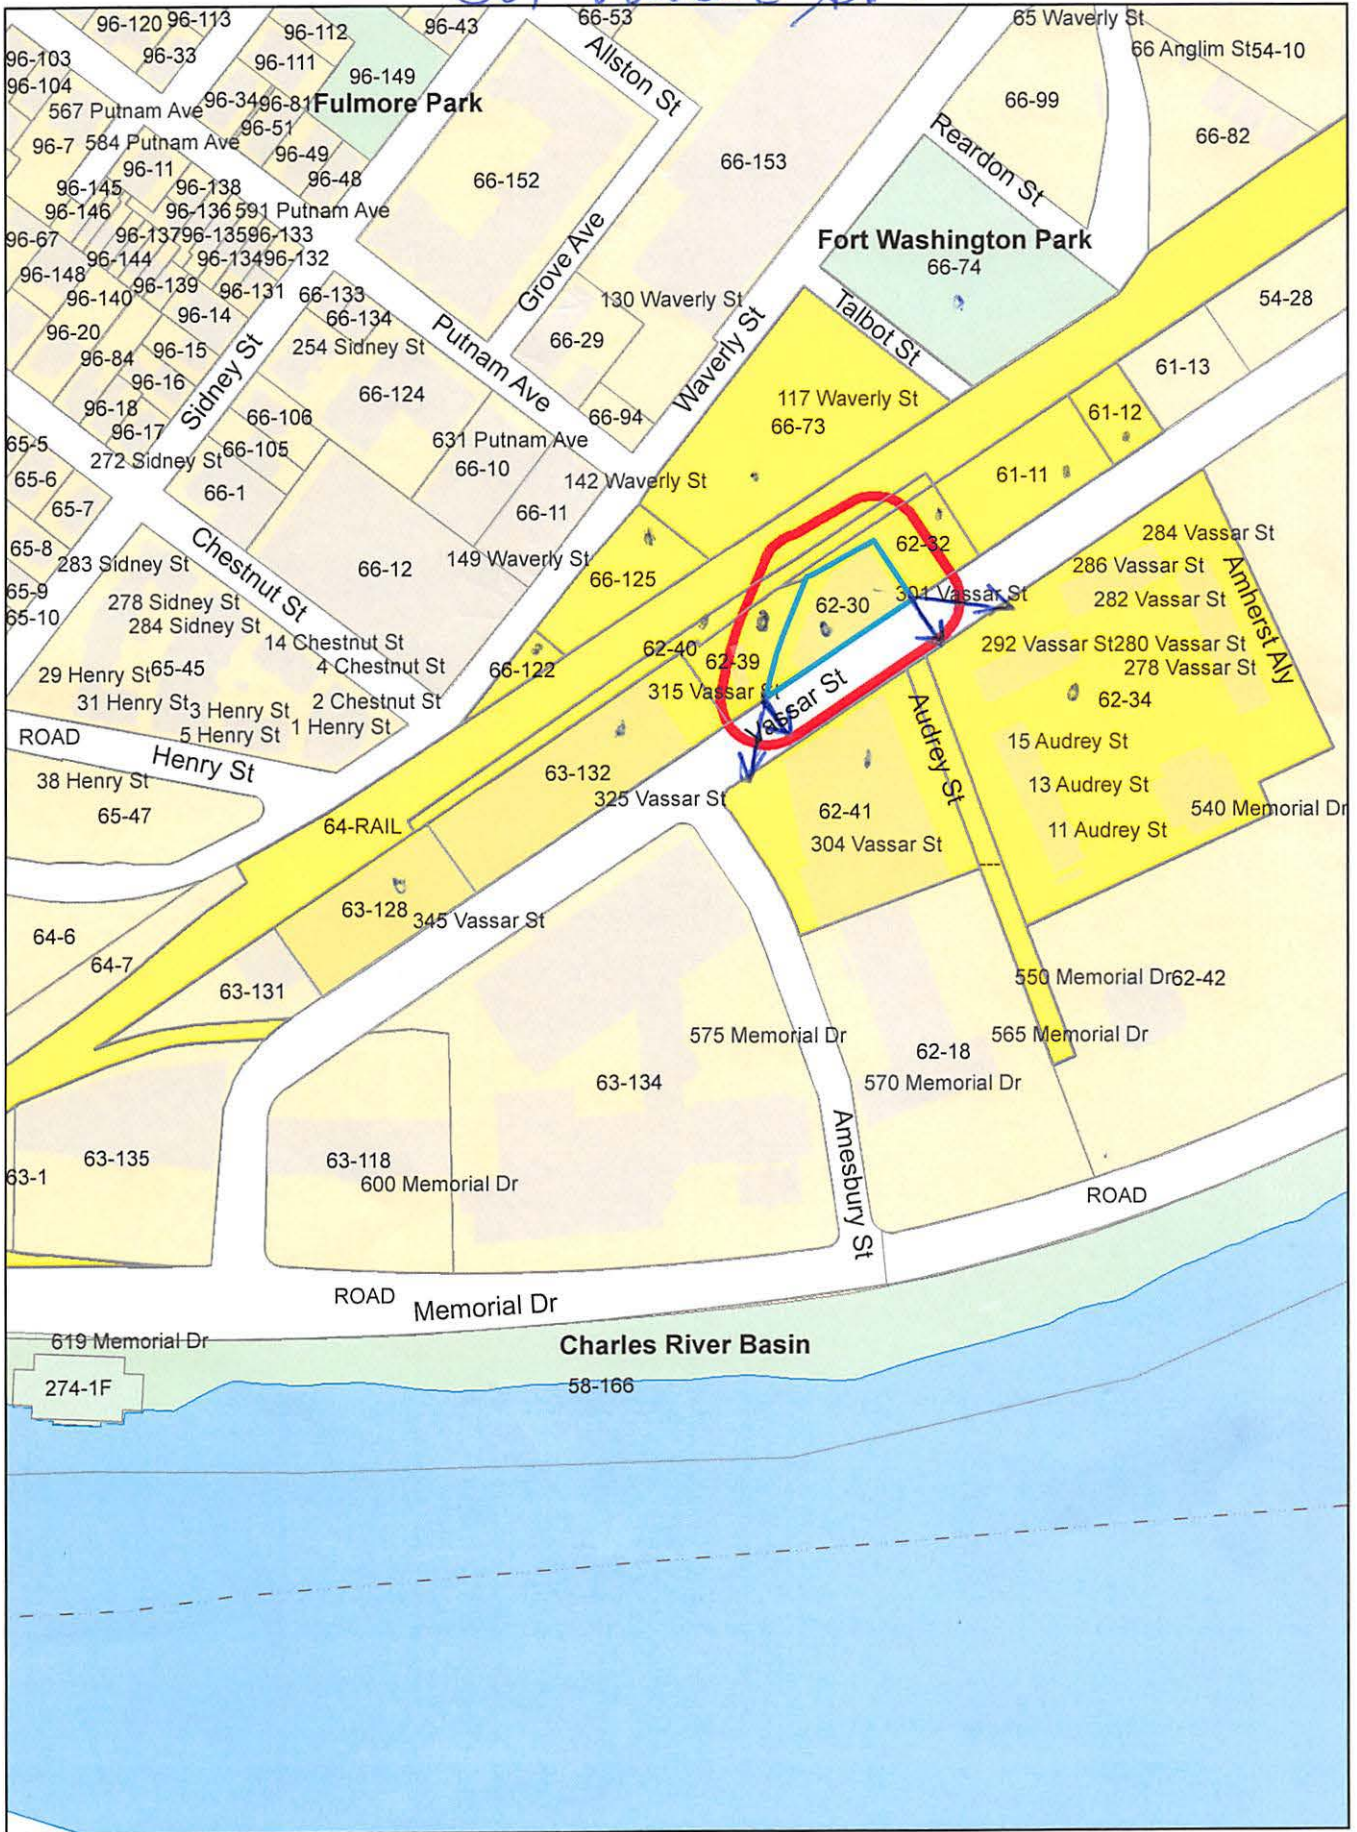 66-53
65 Waverly St
96-120 96-113
96-112
96-43
66 Anglim St 54-10
96-103
96-33
96-111
Allston St
96-104
96-149
66-99
567 Putnam Ave
96-34 96-81
Fulmore Park
96-51
Reardon St
66-82
96-7
584 Putnam Ave
96-49
66-153
96-11
96-48
66-152
96-145
96-138
96-146
96-136 591 Putnam Ave
96-67
96-137 96-135 96-133
Fort Washington Park
96-144
96-134 96-132
66-74
96-148
Grove Ave
96-139
96-131
66-133
130 Waverly St
54-28
96-140
96-14
66-134
Talbot St
96-20
Putnam Ave
66-29
254 Sidney St
96-84
96-15
Waverly St
61-13
96-16
Sidney St
66-124
117 Waverly St
96-18
66-106
66-94
61-12
96-17
66-73
65-5
66-105
631 Putnam Ave
272 Sidney St
66-10
61-11
65-6
142 Waverly St
66-1
65-7
66-11
284 Vassar St
65-8
Chestnut St
62-32
283 Sidney St
66-12
149 Waverly St
286 Vassar St
66-125
Amherst Aly
65-9
301 Vassar St
278 Sidney St
62-30
282 Vassar St
65-10
284 Sidney St
14 Chestnut St
62-40
292 Vassar St 280 Vassar St
29 Henry St 65-45
4 Chestnut St
66-122
62-39
278 Vassar St
31 Henry St
3 Henry St
2 Chestnut St
315 Vassar St
62-34
5 Henry St
1 Henry St
Vassar St
ROAD
Audrey St
15 Audrey St
Henry St
38 Henry St
63-132
13 Audrey St
325 Vassar St
65-47
62-41
540 Memorial Dr
64-RAIL
304 Vassar St
11 Audrey St
63-128
345 Vassar St
64-6
64-7
63-131
550 Memorial Dr 62-42
575 Memorial Dr
565 Memorial Dr
62-18
63-134
570 Memorial Dr
63-135
63-118
Amesbury St
63-1
600 Memorial Dr
ROAD
ROAD
Memorial Dr
619 Memorial Dr
Charles River Basin
274-1F
58-166